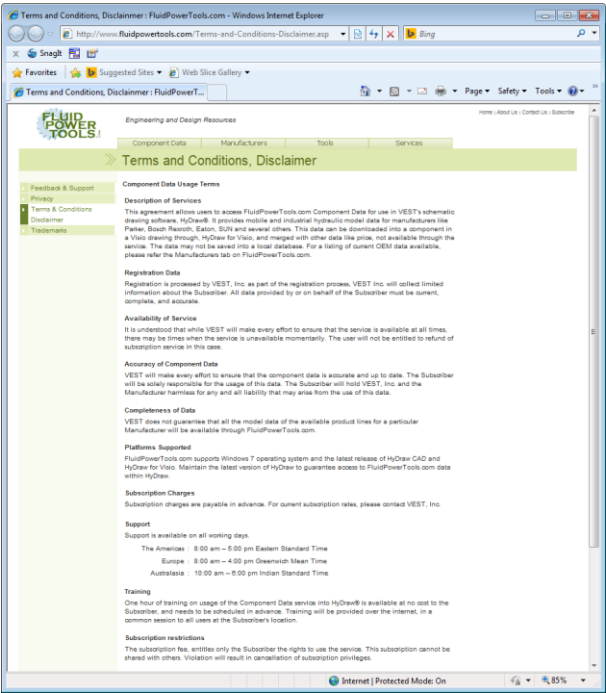 Terms and Conditions, Disclainmer : FluidPowerTools.com - Windows Internet Explorer
http://www.fluidpowertools.com/Terms-and-Conditions-Disclaimer.asp
Bing
x SnagIt
Favorites Suggested Sites Web Slice Gallery
Terms and Conditions, Disclainmer : FluidPowerT...
Page Safety Tools
FLUID
POWER
TOOLS!
Engineering and Design Resources
Home | About Us | Contact Us | Subscribe
Component Data Manufacturers Tools Services
Terms and Conditions, Disclaimer
Feedback & Support
Privacy
Terms & Conditions
Disclaimer
Trademarks
Component Data Usage Terms
Description of Services
This agreement allows users to access FluidPowerTools.com Component Data for use in VEST's schematic
drawing software, HyDraw®. It provides mobile and industrial hydraulic model data for manufacturers like
Parker, Bosch Rexroth, Eaton, SUN and several others. This data can be downloaded into a component in
a Visio drawing through, HyDraw for Visio, and merged with other data like price, not available through the
service. The data may not be saved into a local database. For a listing of current OEM data available,
please refer the Manufacturers tab on FluidPowerTools.com.
Registration Data
Registration is processed by VEST, Inc. as part of the registration process, VEST Inc. will collect limited
information about the Subscriber. All data provided by or on behalf of the Subscriber must be current,
complete, and accurate.
Availability of Service
It is understood that while VEST will make every effort to ensure that the service is available at all times,
there may be times when the service is unavailable momentarily. The user will not be entitled to refund of
subscription service in this case.
Accuracy of Component Data
VEST will make every effort to ensure that the component data is accurate and up to date. The Subscriber
will be solely responsible for the usage of this data. The Subscriber will hold VEST, Inc. and the
Manufacturer harmless for any and all liability that may arise from the use of this data.
Completeness of Data
VEST does not guarantee that all the model data of the available product lines for a particular
Manufacturer will be available through FluidPowerTools.com.
Platforms Supported
FluidPowerTools.com supports Windows 7 operating system and the latest release of HyDraw CAD and
HyDraw for Visio. Maintain the latest version of HyDraw to guarantee access to FluidPowerTools.com data
within HyDraw.
Subscription Charges
Subscription charges are payable in advance. For current subscription rates, please contact VEST, Inc.
Support
Support is available on all working days.
The Americas : 8:00 am – 5:00 pm Eastern Standard Time
Europe : 8:00 am – 4:00 pm Greenwich Mean Time
Australasia : 10:00 am – 6:00 pm Indian Standard Time
Training
One hour of training on usage of the Component Data service into HyDraw® is available at no cost to the
Subscriber, and needs to be scheduled in advance. Training will be provided over the internet, in a
common session to all users at the Subscriber's location.
Subscription restrictions
The subscription fee, entitles only the Subscriber the rights to use the service. This subscription cannot be
shared with others. Violation will result in cancellation of subscription privileges.
Internet | Protected Mode: On
85%